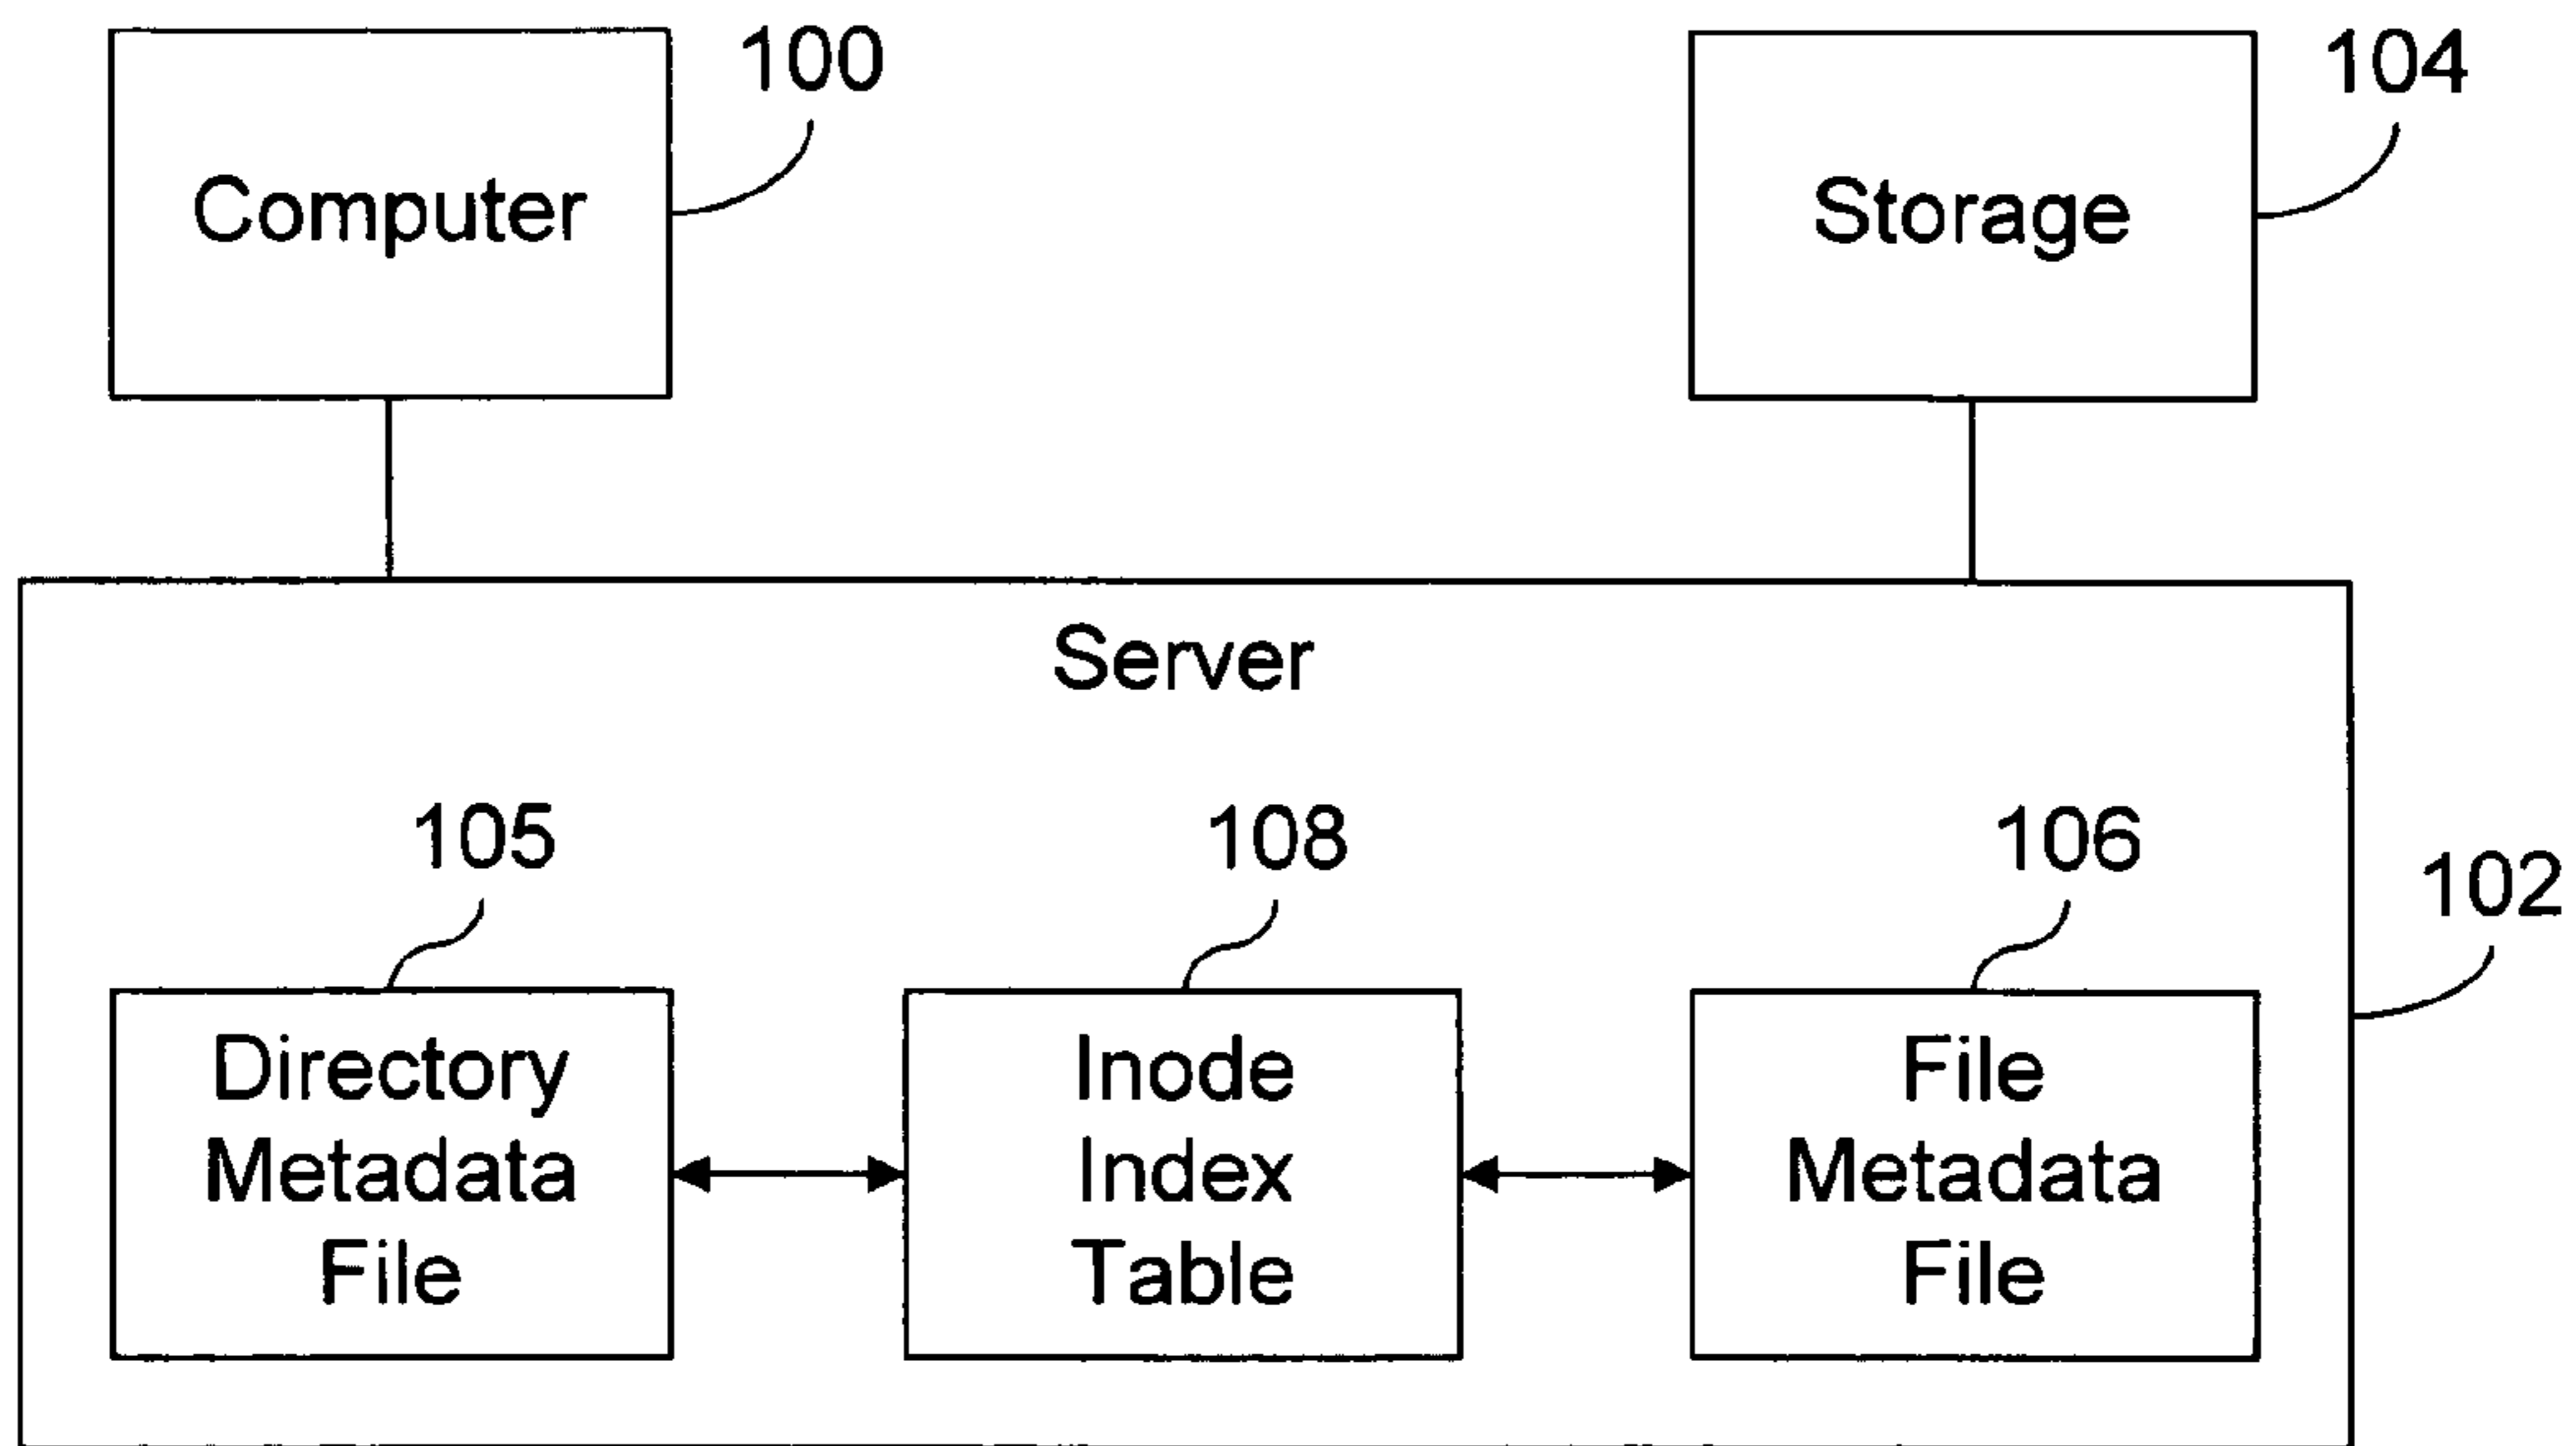 100
104
Computer
Storage
Server
105
108
106
102
Directory
Metadata
File
Inode
Index
Table
File
Metadata
File